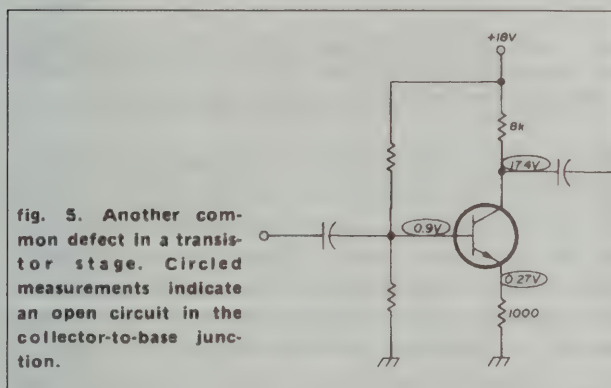 +18V
8k
17.4V
0.9V
0.27V
1000
fig. 5. Another com-
mon defect in a transis-
tor stage. Circled
measurements indicate
an open circuit in the
collector-to-base junc-
tion.